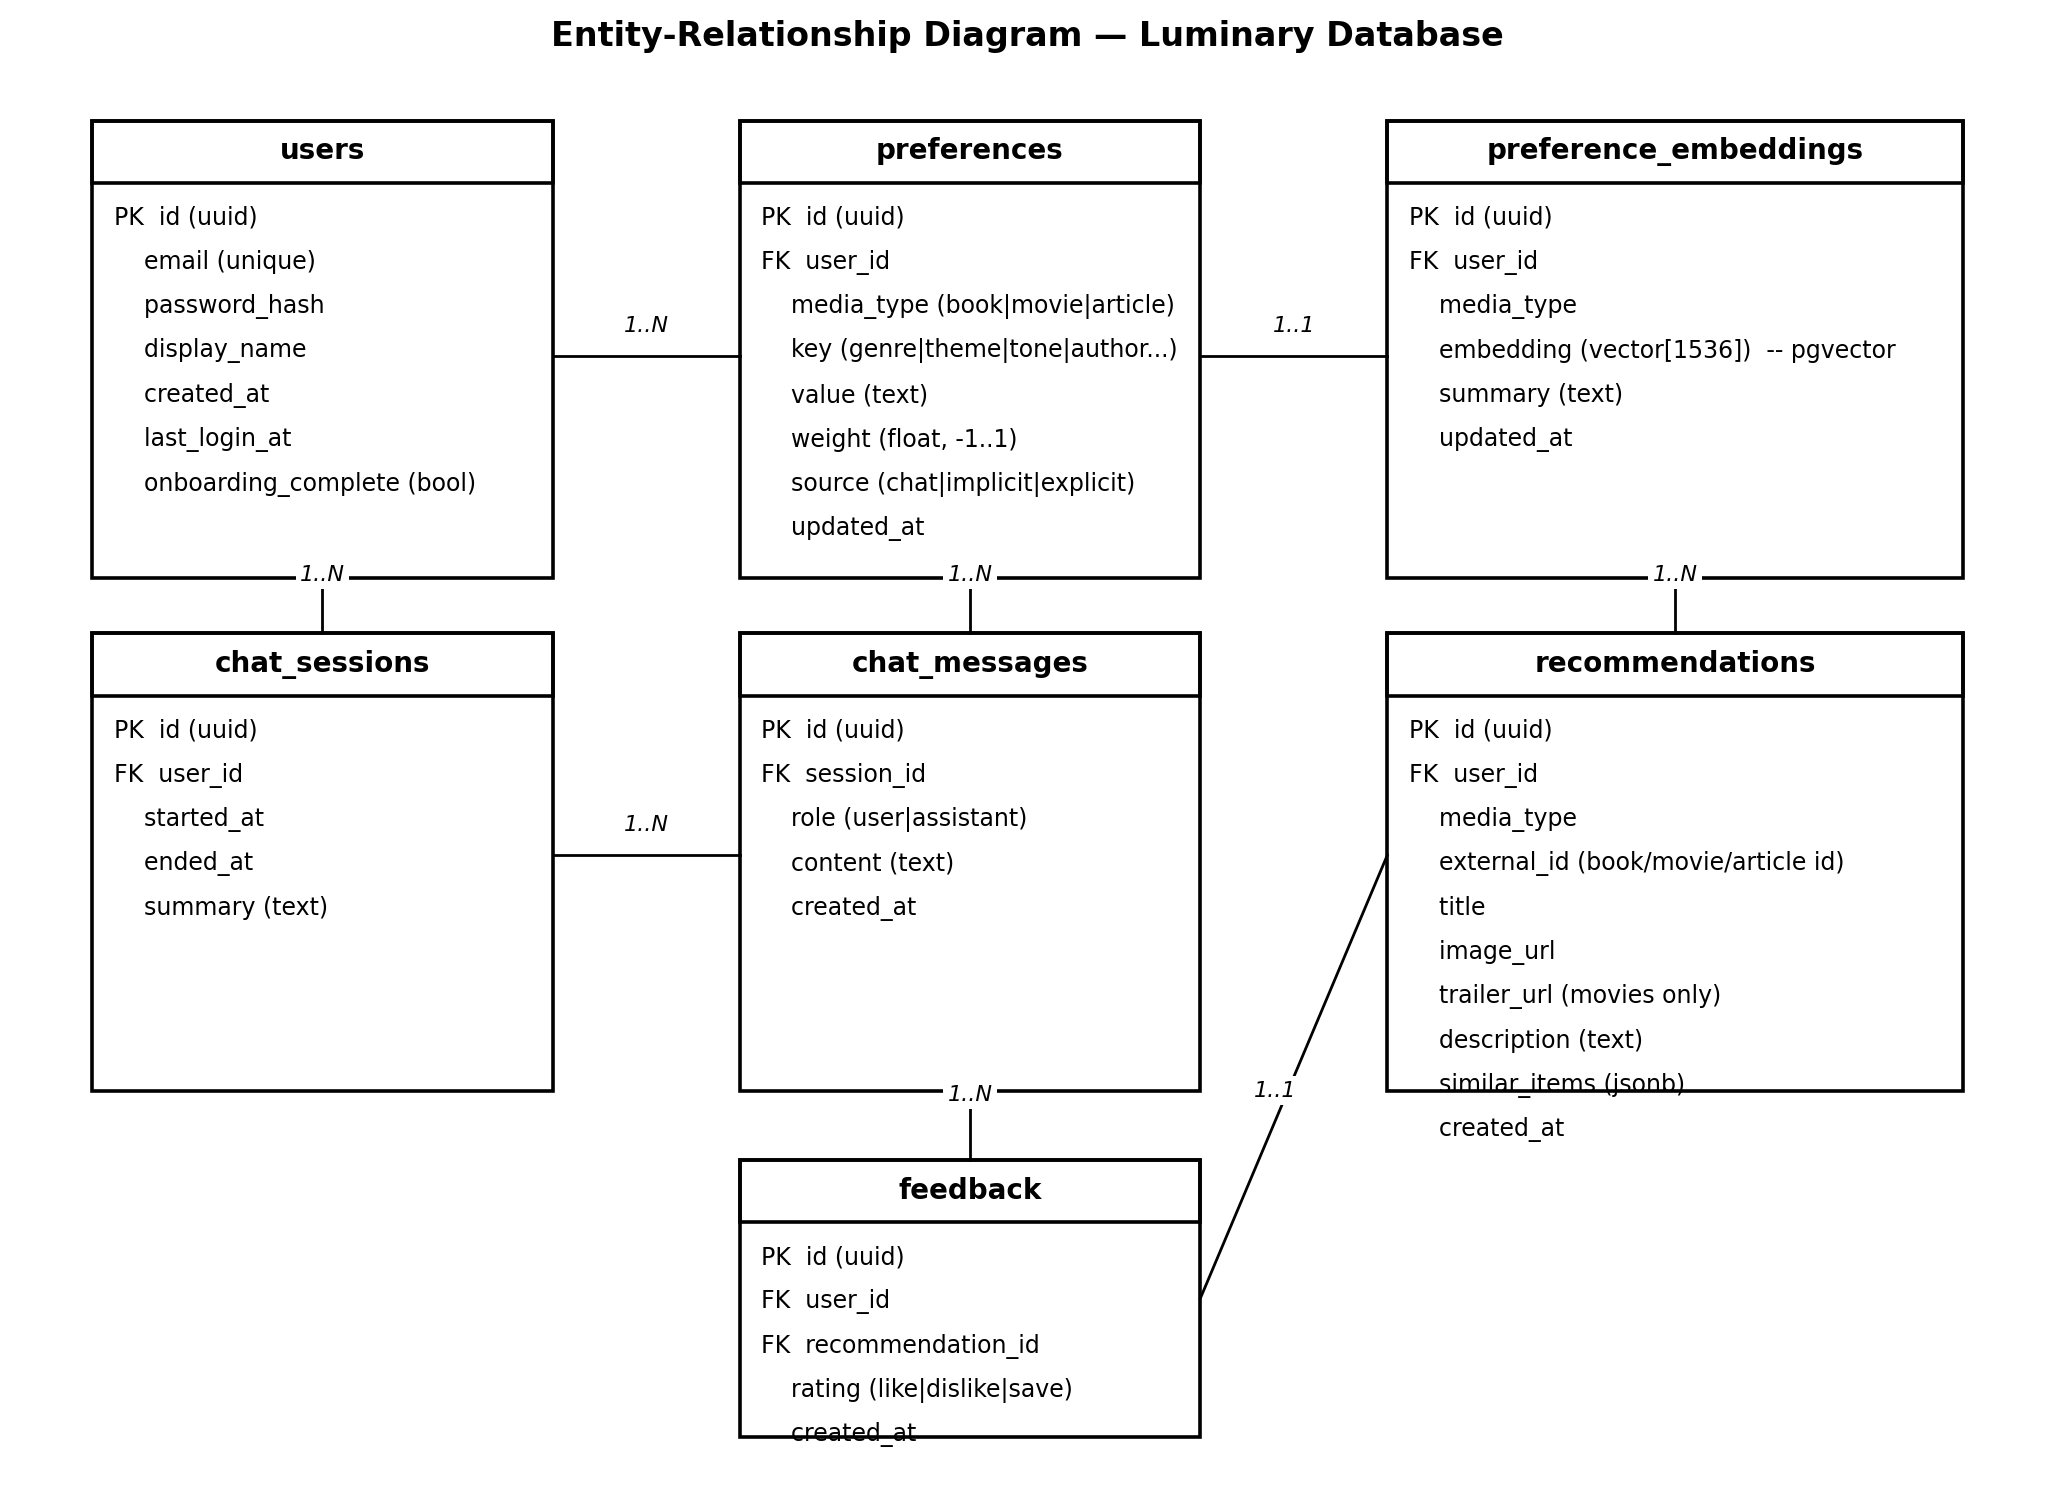 Entity-Relationship Diagram — Luminary Database
users
PK  id (uuid)
email (unique)
password_hash
display_name
created_at
last_login_at
onboarding_complete (bool)
1..N
preferences
PK  id (uuid)
FK  user_id
media_type (book|movie|article)
key (genre|theme|tone|author...)
value (text)
weight (float, -1..1)
source (chat|implicit|explicit)
updated_at
1..1
preference_embeddings
PK  id (uuid)
FK  user_id
media_type
embedding (vector[1536])  -- pgvector
summary (text)
updated_at
1..N
1..N
1..N
chat_sessions
PK  id (uuid)
FK  user_id
started_at
ended_at
summary (text)
1..N
chat_messages
PK  id (uuid)
FK  session_id
role (user|assistant)
content (text)
created_at
recommendations
PK  id (uuid)
FK  user_id
media_type
external_id (book/movie/article id)
title
image_url
trailer_url (movies only)
description (text)
similar_items (jsonb)
created_at
1..N
1..1
feedback
PK  id (uuid)
FK  user_id
FK  recommendation_id
rating (like|dislike|save)
created_at